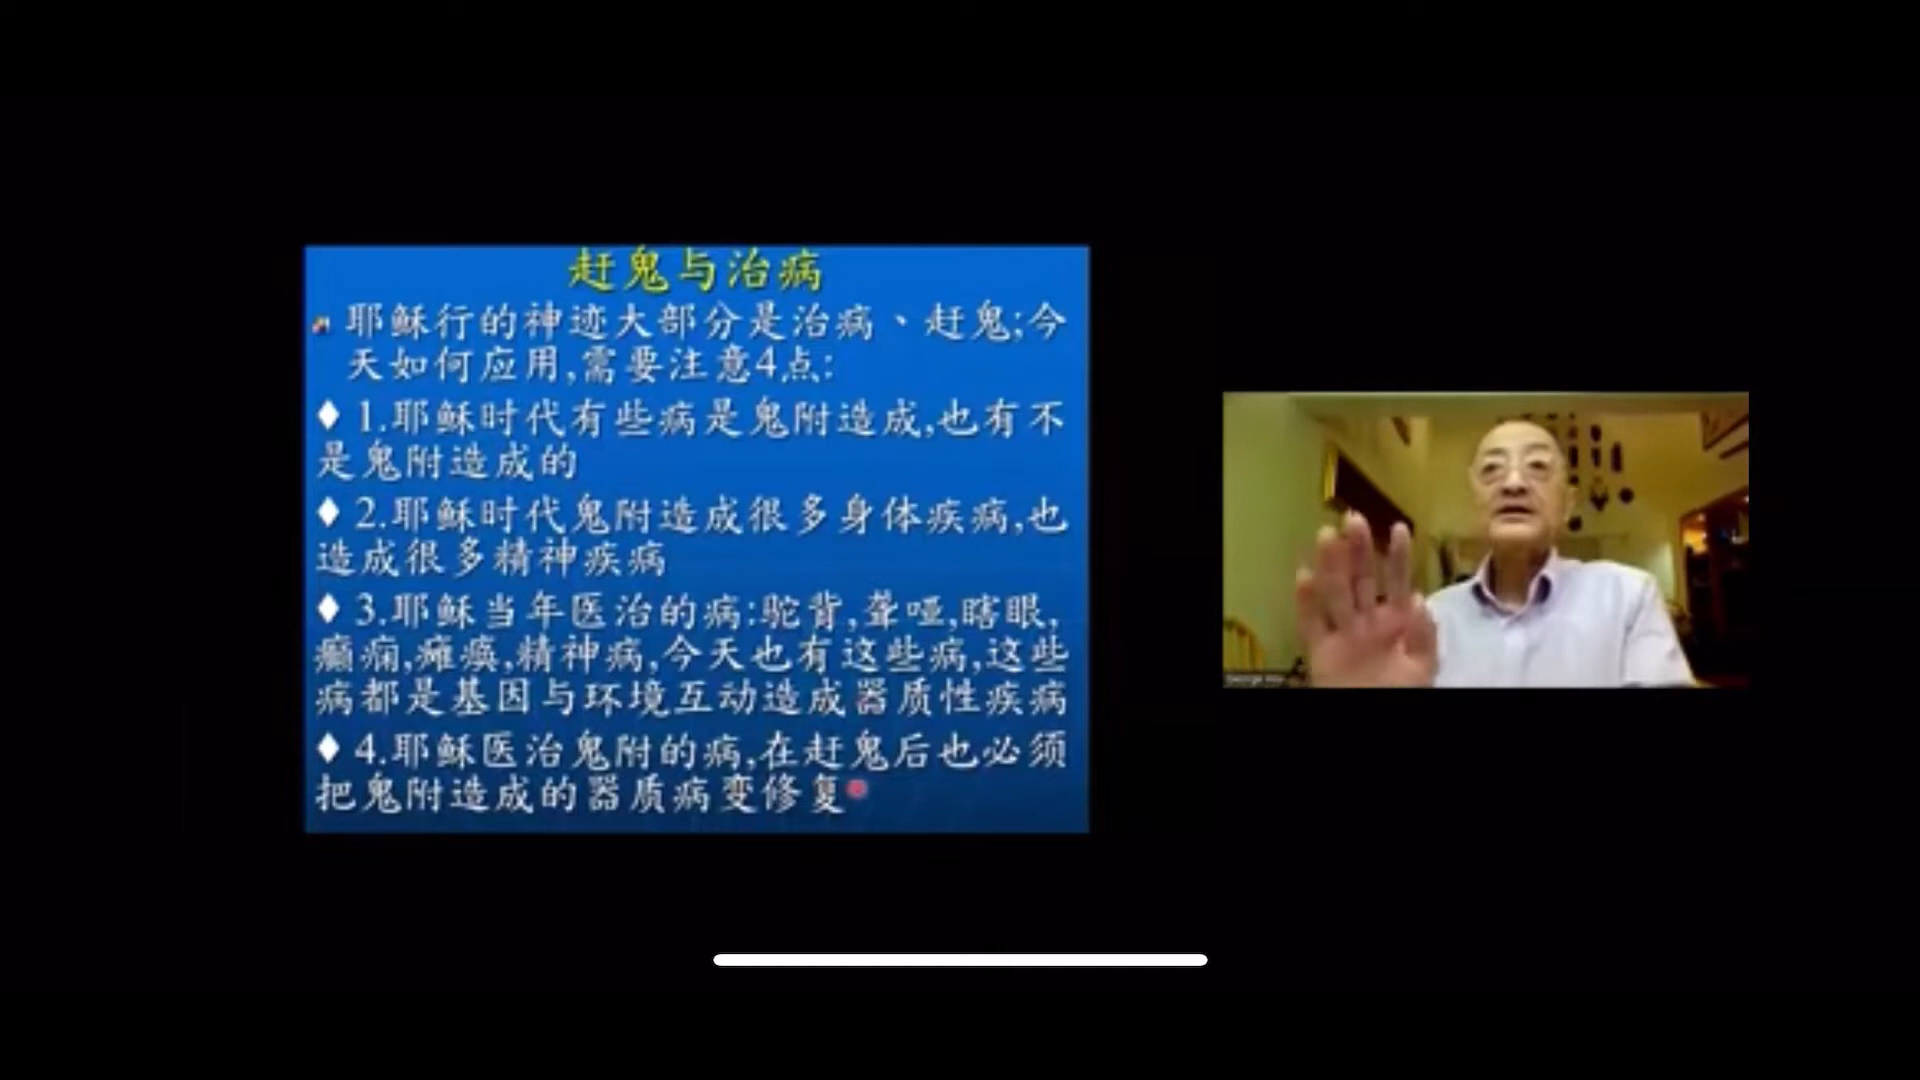 赶鬼与治病
耶稣行的神迹大部分是治病、赶鬼;今
天如何应用,需要注意4点:
♦ 1.耶稣时代有些病是鬼附造成,也有不
是鬼附造成的
♦ 2.耶稣时代鬼附造成很多身体疾病,也
造成很多精神疾病
♦ 3.耶稣当年医治的病:驼背,聋哑,瞎眼,
癫痫,瘫痪,精神病,今天也有这些病,这些
病都是基因与环境互动造成器质性疾病
♦ 4.耶稣医治鬼附的病,在赶鬼后也必须
把鬼附造成的器质病变修复
George